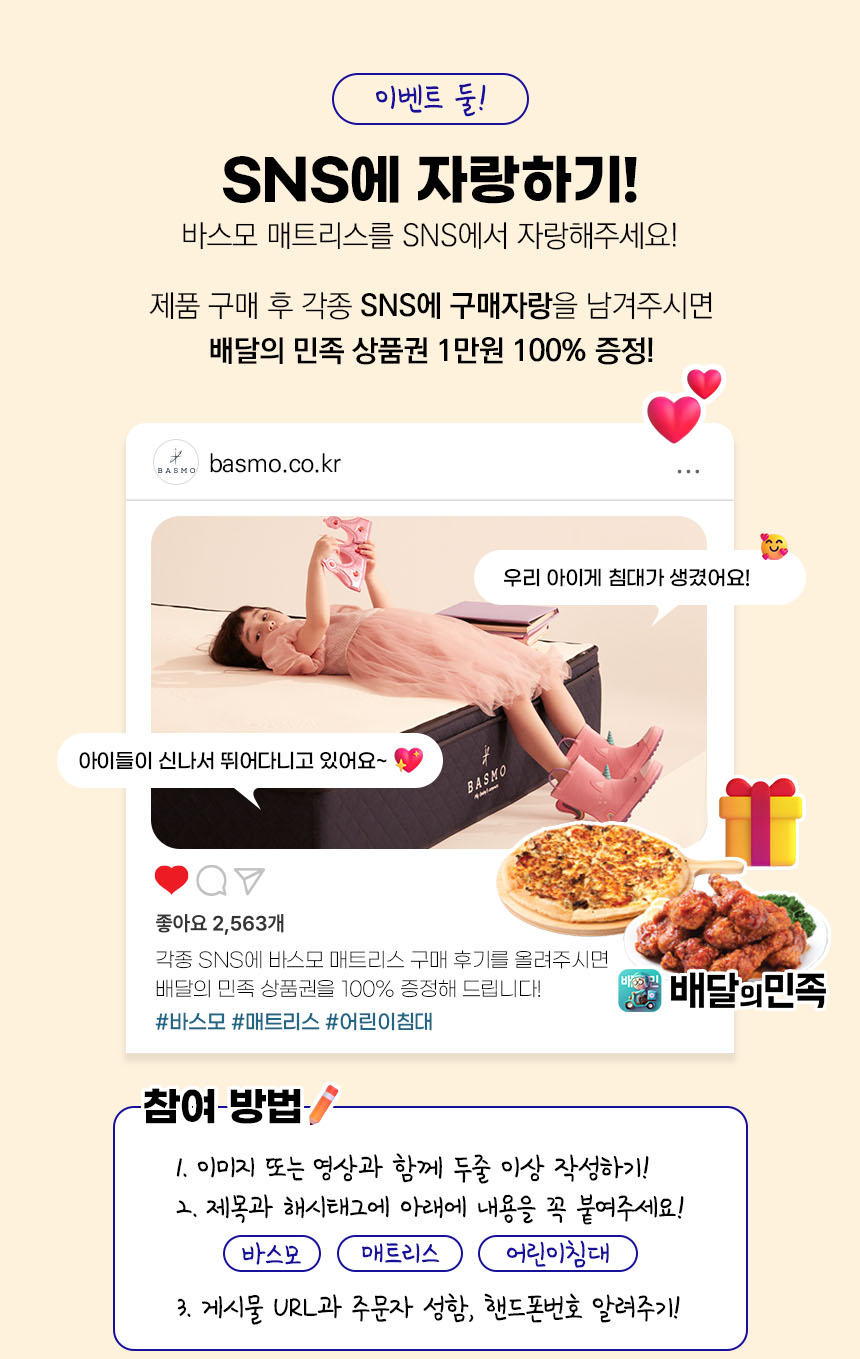 이벤트 둘!
SNS에 자랑하기!
바스모 매트리스를 SNS에서 자랑해주세요!
제품 구매 후 각종 SNS에 구매자랑을 남겨주시면
배달의 민족 상품권 1만원 100% 증정!
BASMO basmo.co.kr ...
우리 아이게 침대가 생겼어요!
아이들이 신나서 뛰어다니고 있어요~
BASMO
좋아요 2,563개
각종 SNS에 바스모 매트리스 구매 후기를 올려주시면
배달의 민족 상품권을 100% 증정해 드립니다!
#바스모 #매트리스 #어린이침대
배달의민족
참여 방법
1. 이미지 또는 영상과 함께 두줄 이상 작성하기!
2. 제목과 해시태그에 아래에 내용을 꼭 붙여주세요!
바스모 매트리스 어린이침대
3. 게시물 URL과 주문자 성함, 핸드폰번호 알려주기!